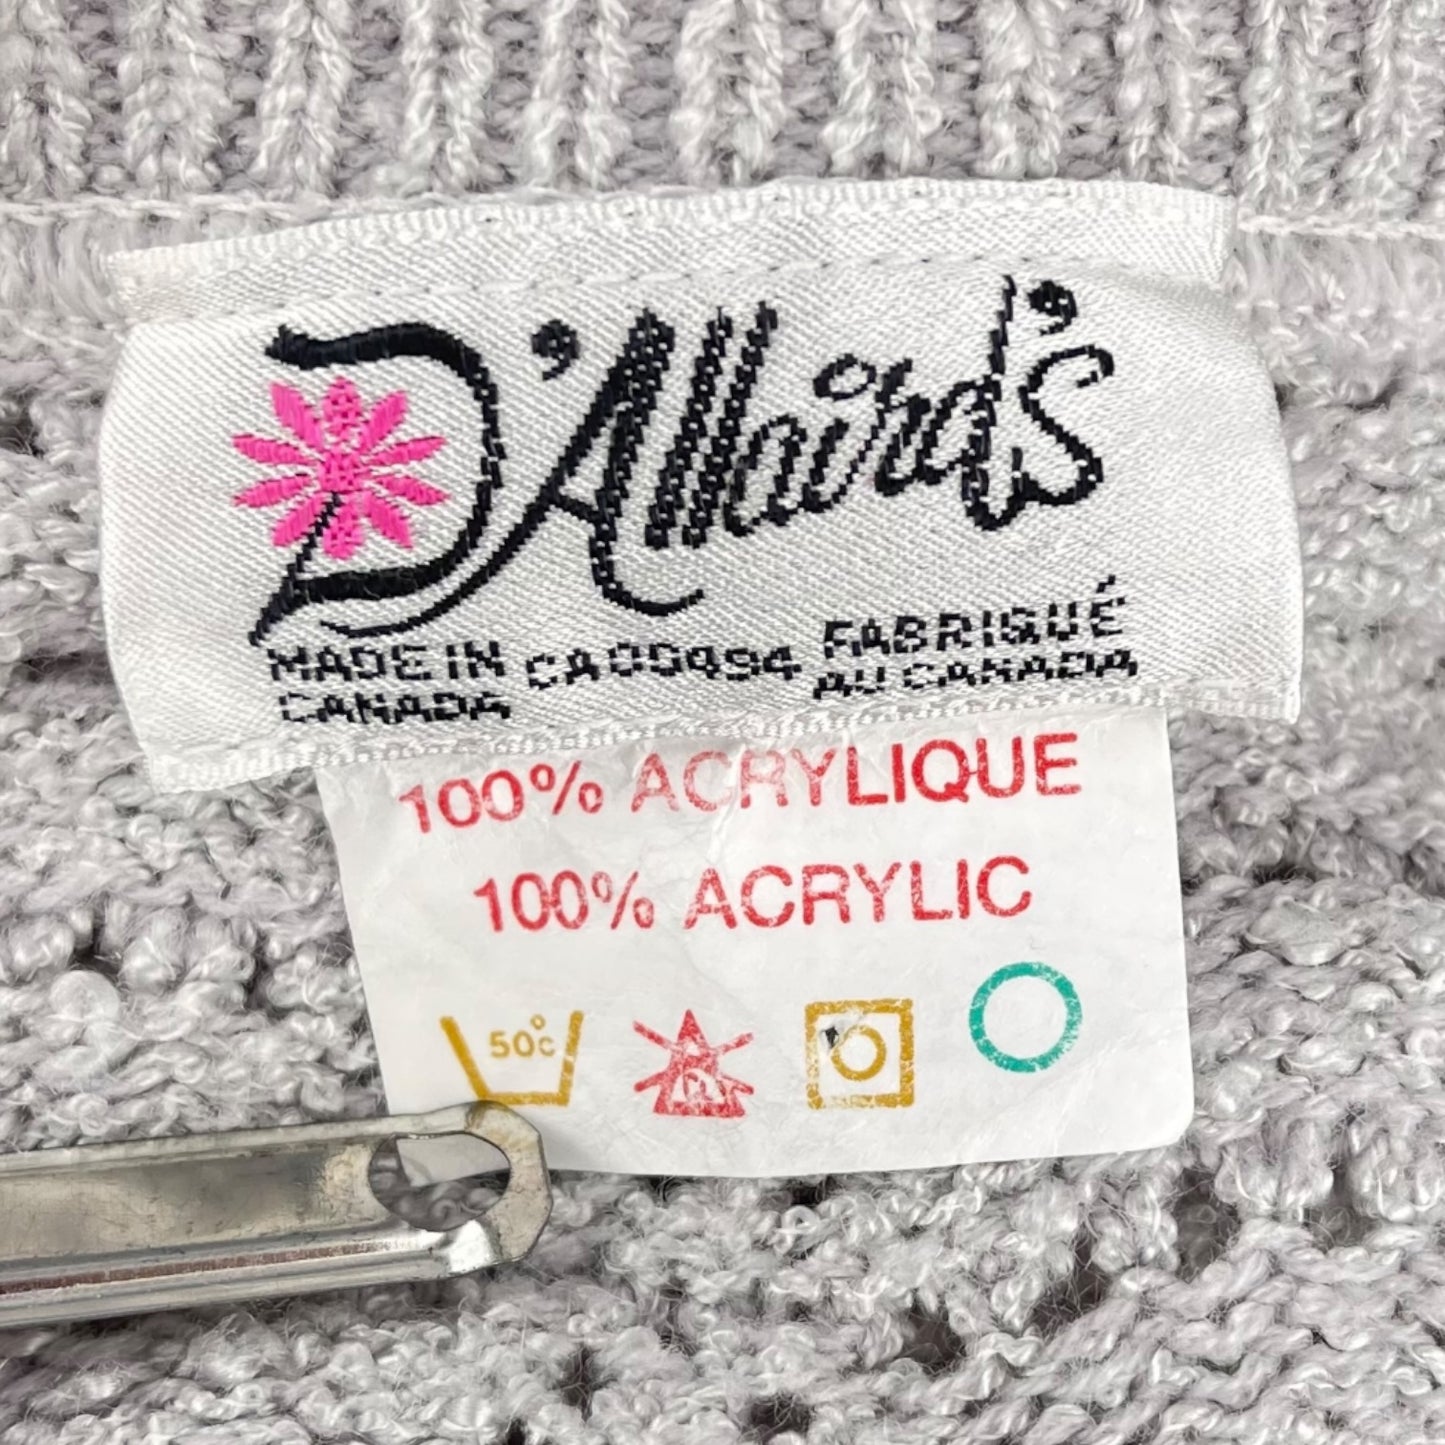 D'Allaird's
MADE IN
CANADA
CA00494
FABRIQUÉ
AU CANADA
100% ACRYLIQUE
100% ACRYLIC
50°C